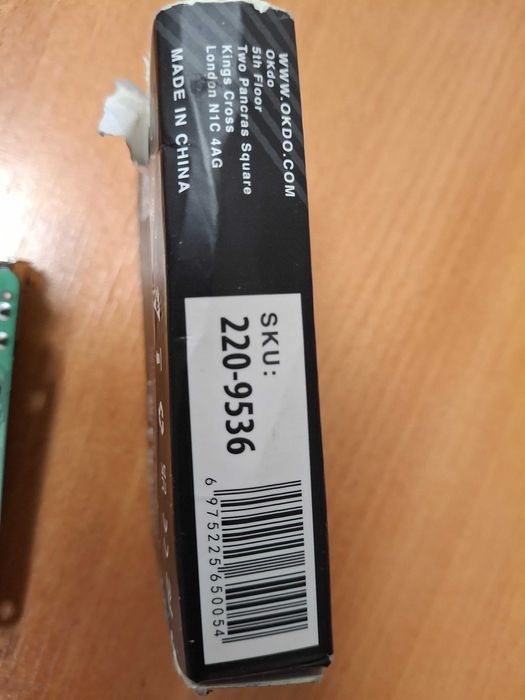 WWW.OKDO.COM
OKdo
5th Floor
Two Pancras Square
Kings Cross
London N1C 4AG
MADE IN CHINA
SKU:
220-9536
6 975225 650054